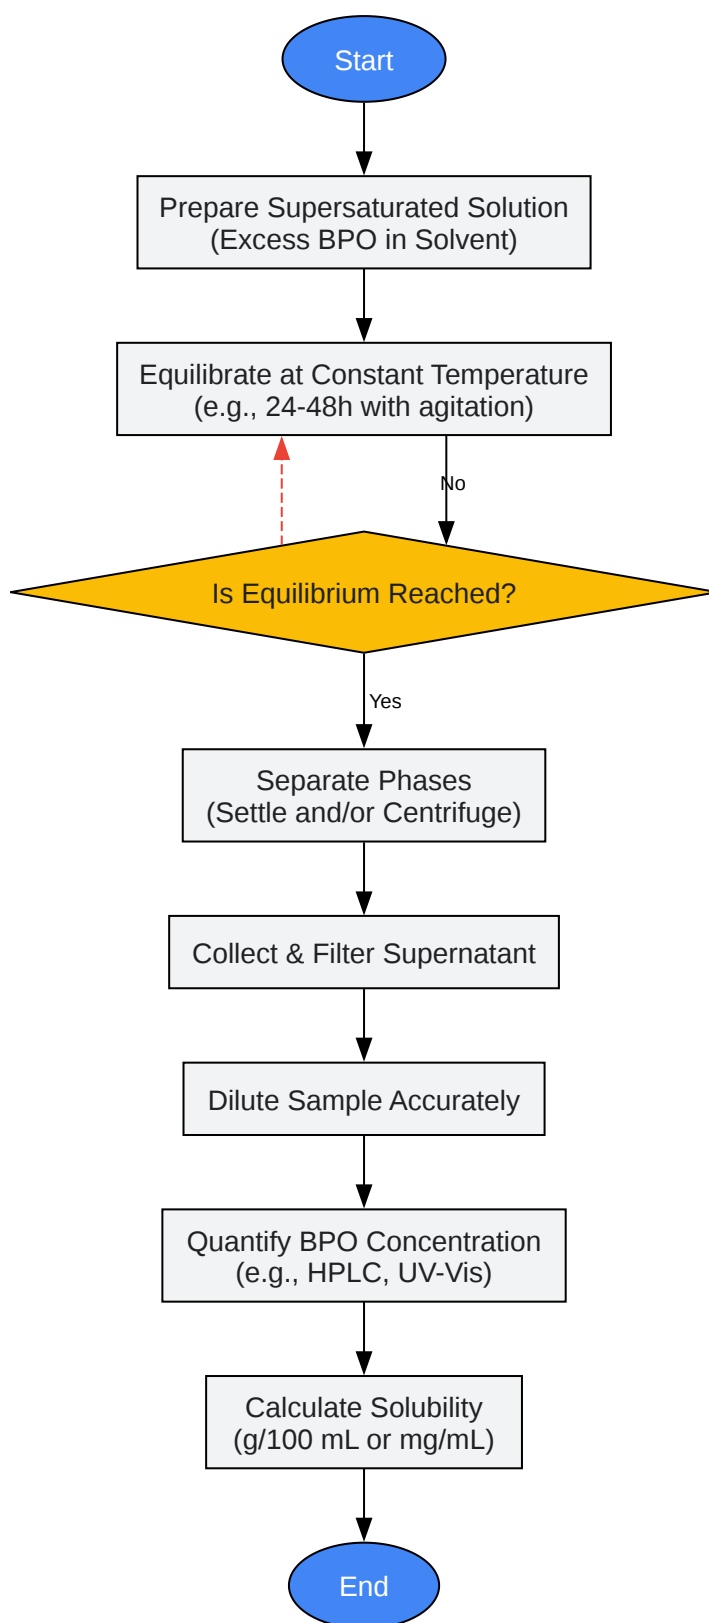 Start
Prepare Supersaturated Solution
(Excess BPO in Solvent)
Equilibrate at Constant Temperature
(e.g., 24-48h with agitation)
No
Is Equilibrium Reached?
Yes
Separate Phases
(Settle and/or Centrifuge)
Collect & Filter Supernatant
Dilute Sample Accurately
Quantify BPO Concentration
(e.g., HPLC, UV-Vis)
Calculate Solubility
(g/100 mL or mg/mL)
End